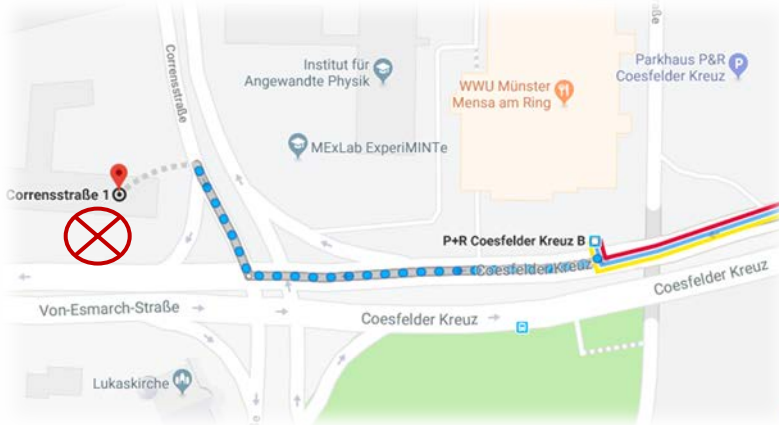 Corrensstraße
Institut für
Angewandte Physik
WWU Münster
Mensa am Ring
Parkhaus P&R
Coesfelder Kreuz
P
MExLab ExperiMINTe
Corrensstraße 1
P+R Coesfelder Kreuz B
Coesfelder Kreuz
Coesfelder Kreuz
Von-Esmarch-Straße
Coesfelder Kreuz
Lukaskirche